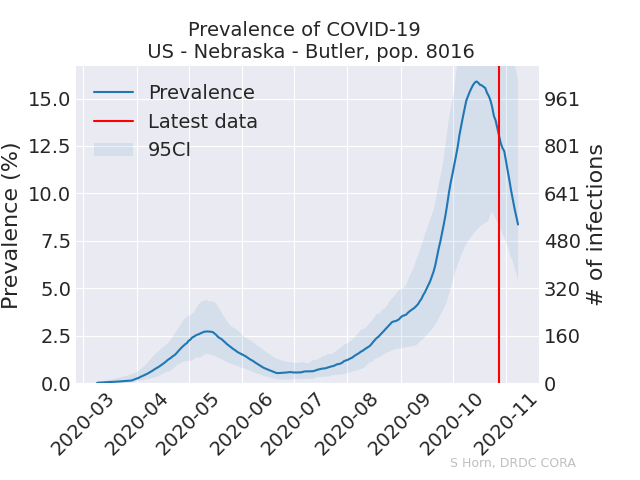 Prevalence of COVID-19
US - Nebraska - Butler, pop. 8016
Prevalence
Latest data
95CI
Prevalence (%)
15.0
12.5
10.0
7.5
5.0
2.5
0.0
961
801
641
480
320
160
0
# of infections
2020-03
2020-04
2020-05
2020-06
2020-07
2020-08
2020-09
2020-10
2020-11
S Horn, DRDC CORA